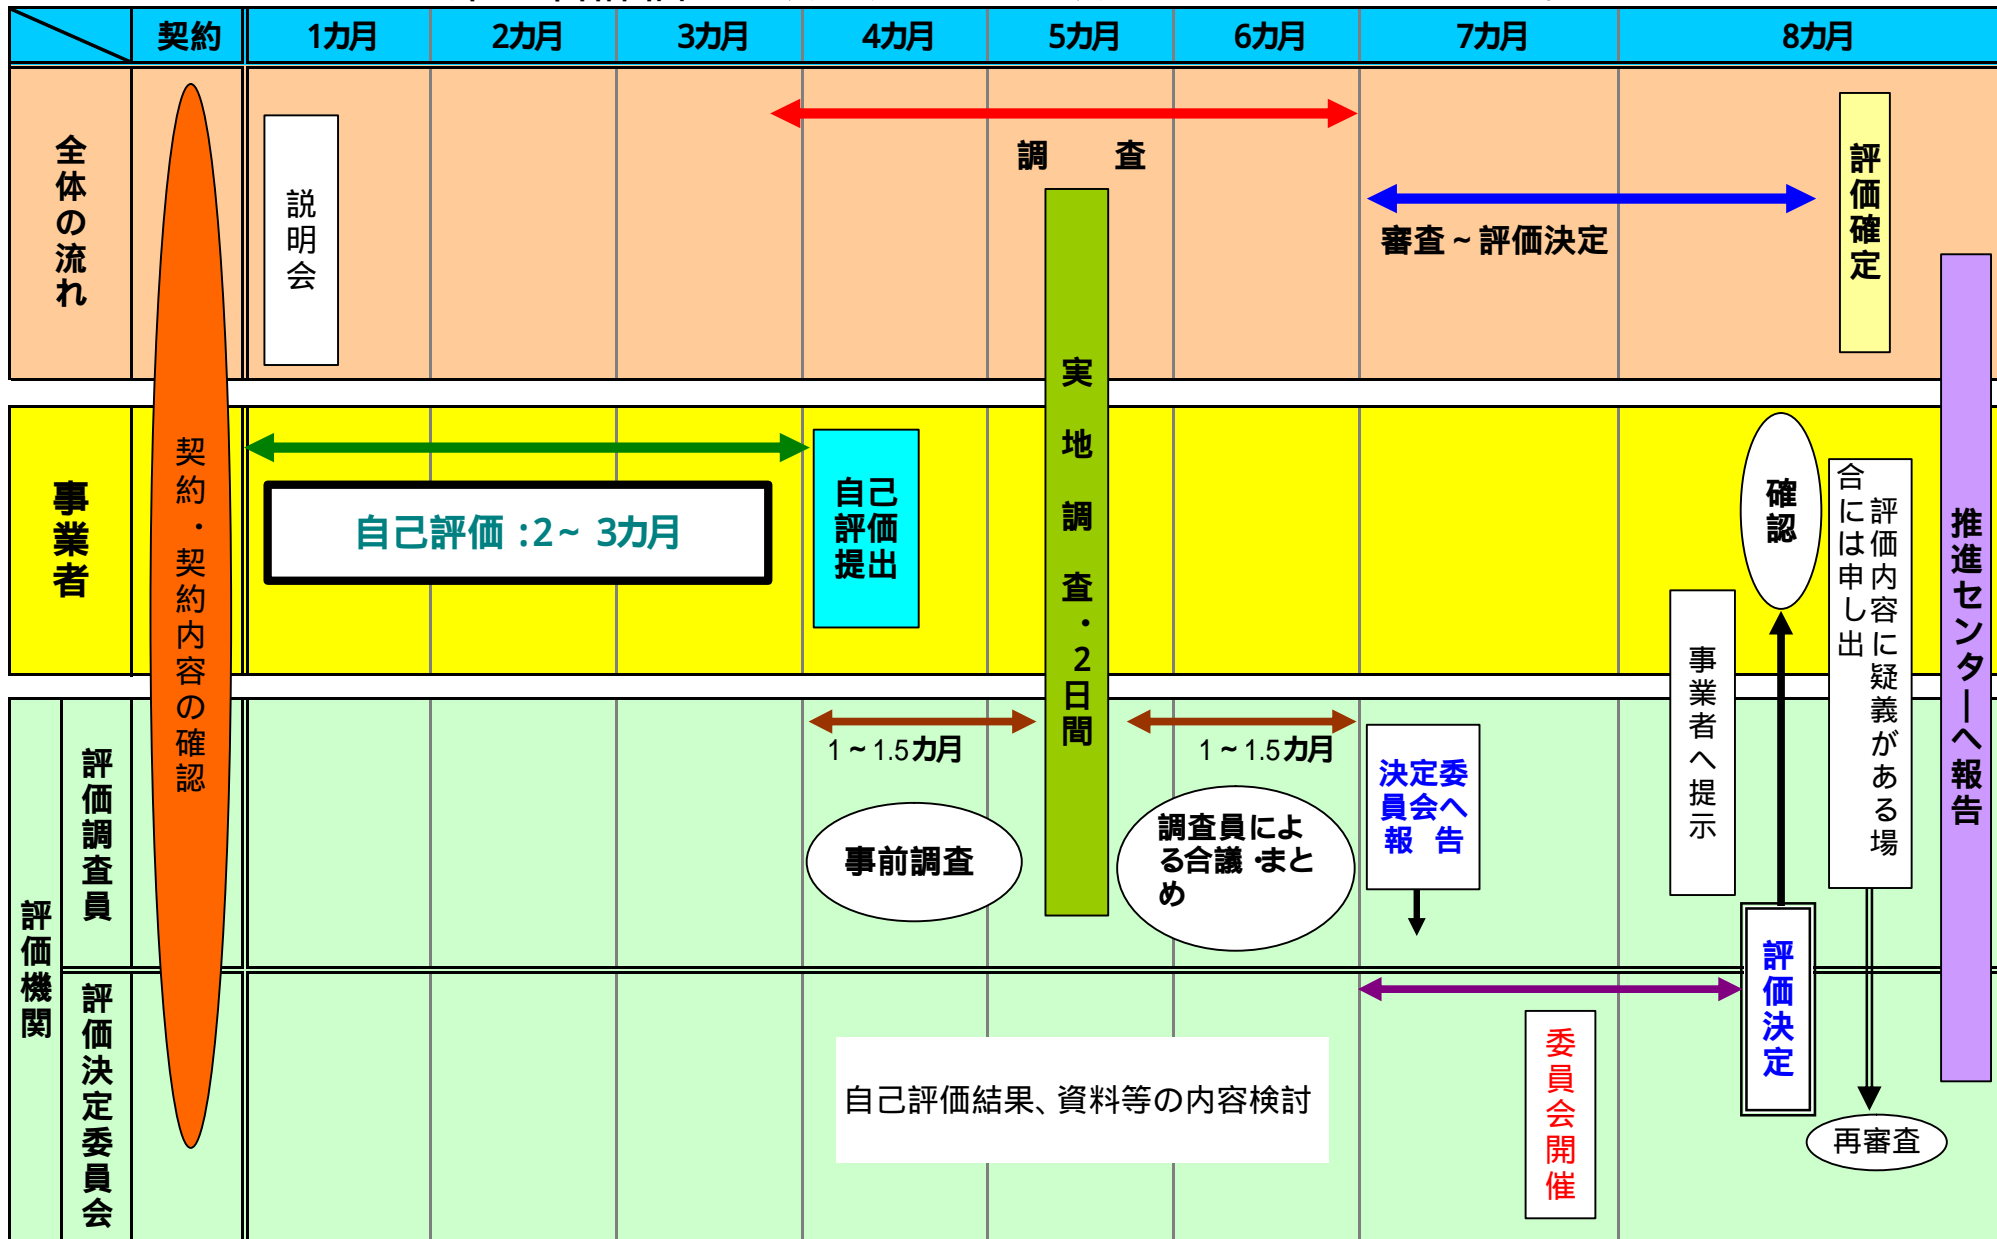 契約
1カ月
2カ月
3カ月
4カ月
5カ月
6カ月
7カ月
8カ月
全体の流れ
契約・契約内容の確認
説明会
調　査
審査~評価決定
評価確定
実地調査・2日間
推進センターへ報告
事業者
自己評価:2~ 3カ月
自己
評価
提出
確認
評価内容に疑義がある場
合には申し出
事業者へ提示
評価機関
評価調査員
1~1.5カ月
1~1.5カ月
事前調査
調査員によ
る合議・まと
め
決定委
員会へ
報 告
評価決定委員会
自己評価結果、資料等の内容検討
委員会開催
評価決定
再審査